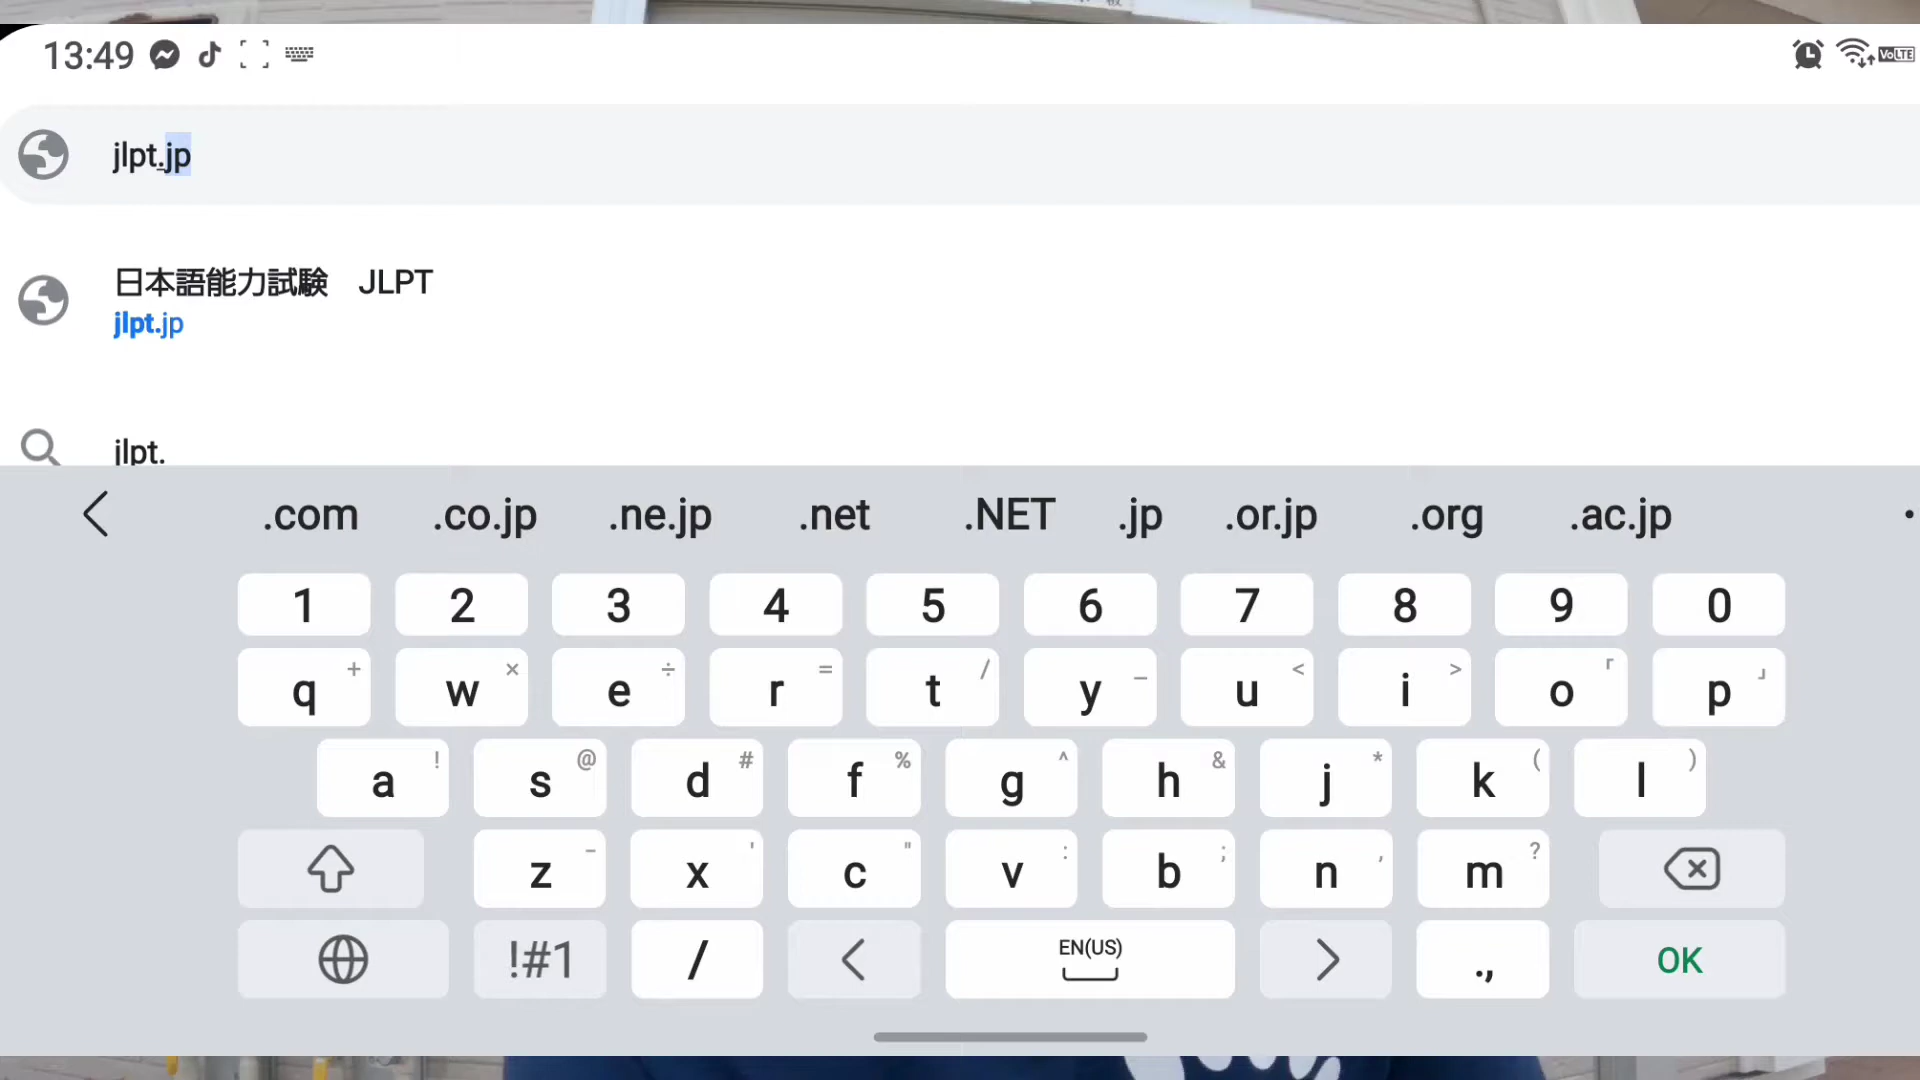 13:49 VoLTE
jlpt.jp
日本語能力試験　JLPT
jlpt.jp
jlpt.
.com .co.jp .ne.jp .net .NET .jp .or.jp .org .ac.jp
1 2 3 4 5 6 7 8 9 0
q + w × e ÷ r = t / y _ u < i > o 「 p 」
a ! s @ d # f % g ^ h & j * k ( l )
z - x ' c " v : b ; n , m ?
!#1 / < EN(US) > ., OK